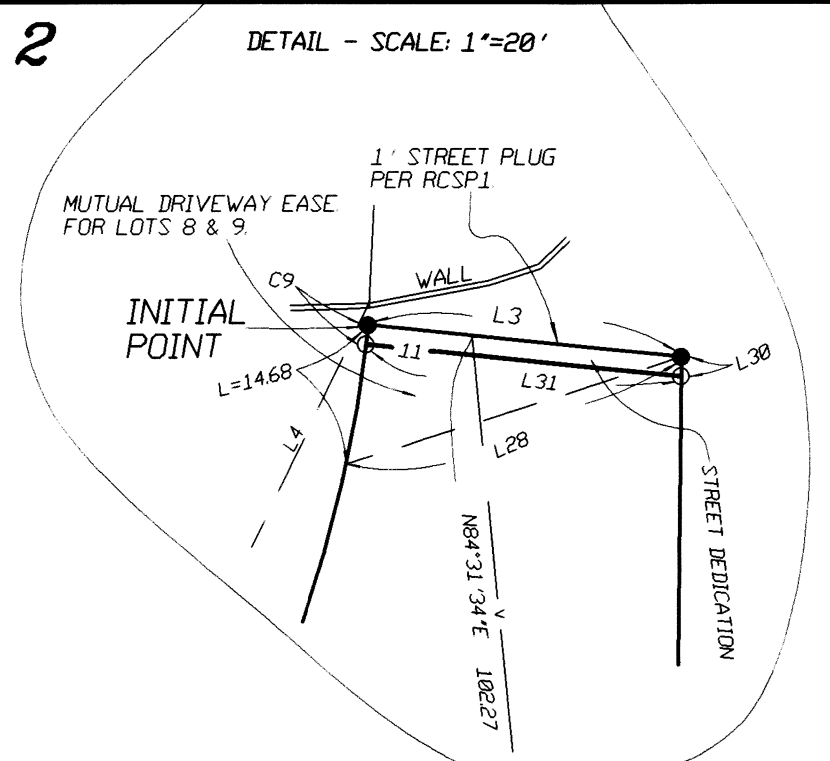 2
DETAIL - SCALE: 1"=20'
1' STREET PLUG
PER RCSP1.
MUTUAL DRIVEWAY EASE.
FOR LOTS 8 & 9.
C9
WALL
INITIAL
POINT
L3
11
L30
L=14.68
L31
L4
L28
STREET DEDICATION
N84°31'34"E 102.27